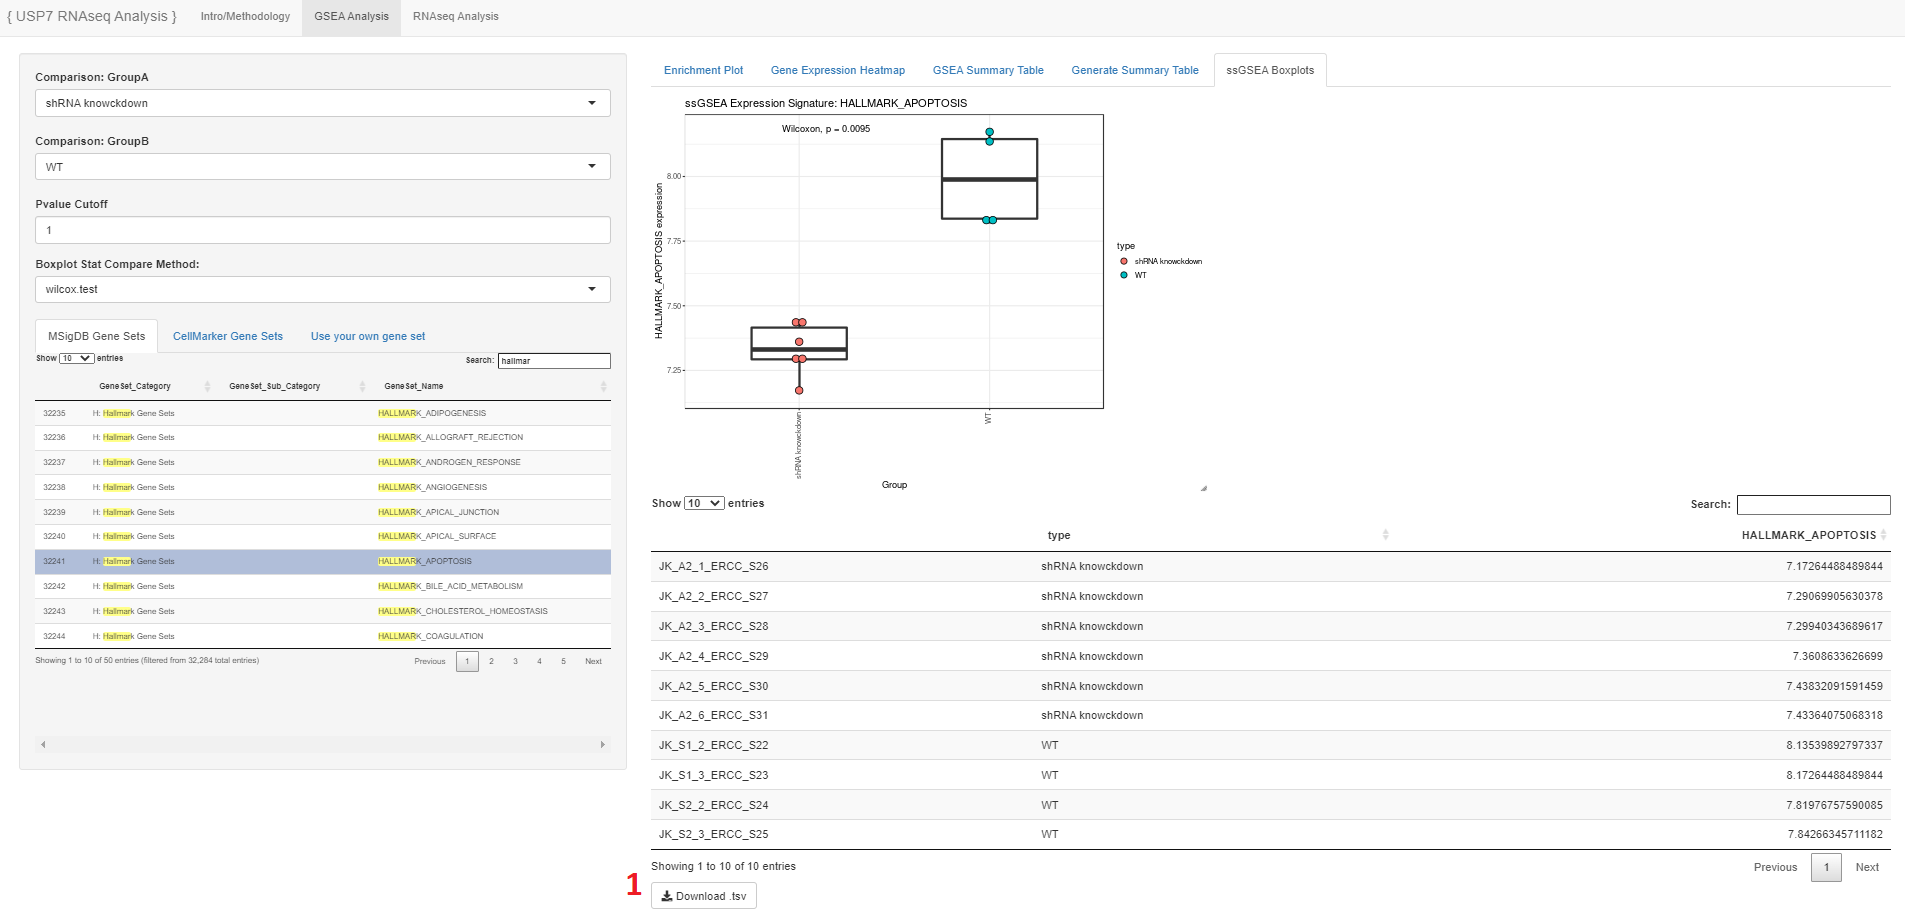 { USP7 RNAseq Analysis } Intro/Methodology GSEA Analysis RNAseq Analysis
Comparison: GroupA
shRNA knowckdown
Comparison: GroupB
WT
Pvalue Cutoff
1
Boxplot Stat Compare Method:
wilcox.test
MSigDB Gene Sets CellMarker Gene Sets Use your own gene set
Show 10 entries Search: hallmar
GeneSet_Category GeneSet_Sub_Category GeneSet_Name
32235 H: Hallmark Gene Sets HALLMARK_ADIPOGENESIS
32236 H: Hallmark Gene Sets HALLMARK_ALLOGRAFT_REJECTION
32237 H: Hallmark Gene Sets HALLMARK_ANDROGEN_RESPONSE
32238 H: Hallmark Gene Sets HALLMARK_ANGIOGENESIS
32239 H: Hallmark Gene Sets HALLMARK_APICAL_JUNCTION
32240 H: Hallmark Gene Sets HALLMARK_APICAL_SURFACE
32241 H: Hallmark Gene Sets HALLMARK_APOPTOSIS
32242 H: Hallmark Gene Sets HALLMARK_BILE_ACID_METABOLISM
32243 H: Hallmark Gene Sets HALLMARK_CHOLESTEROL_HOMEOSTASIS
32244 H: Hallmark Gene Sets HALLMARK_COAGULATION
Showing 1 to 10 of 50 entries (filtered from 32,284 total entries) Previous 1 2 3 4 5 Next
Enrichment Plot Gene Expression Heatmap GSEA Summary Table Generate Summary Table ssGSEA Boxplots
ssGSEA Expression Signature: HALLMARK_APOPTOSIS
Wilcoxon, p = 0.0095
HALLMARK_APOPTOSIS expression
8.00
7.75
7.50
7.25
shRNA knowckdown
WT
Group
type
shRNA knowckdown
WT
Show 10 entries Search:
type HALLMARK_APOPTOSIS
JK_A2_1_ERCC_S26 shRNA knowckdown 7.17264488489844
JK_A2_2_ERCC_S27 shRNA knowckdown 7.29069905630378
JK_A2_3_ERCC_S28 shRNA knowckdown 7.29940343689617
JK_A2_4_ERCC_S29 shRNA knowckdown 7.3608633626699
JK_A2_5_ERCC_S30 shRNA knowckdown 7.43832091591459
JK_A2_6_ERCC_S31 shRNA knowckdown 7.43364075068318
JK_S1_2_ERCC_S22 WT 8.13539892797337
JK_S1_3_ERCC_S23 WT 8.17264488489844
JK_S2_2_ERCC_S24 WT 7.81976757590085
JK_S2_3_ERCC_S25 WT 7.84266345711182
Showing 1 to 10 of 10 entries Previous 1 Next
1 Download .tsv